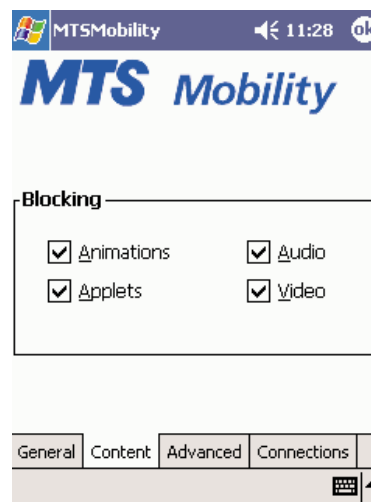 MTSMobility 11:28 ok
MTS Mobility
Blocking
Animations Audio
Applets Video
General Content Advanced Connections